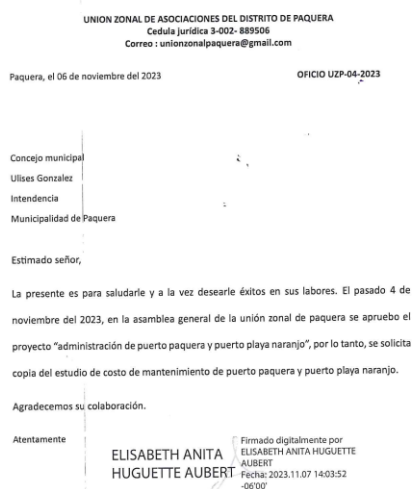 UNION ZONAL DE ASOCIACIONES DEL DISTRITO DE PAQUERA
Cedula jurídica 3-002- 889506
Correo : unionzonalpaquera@gmail.com
Paquera, el 06 de noviembre del 2023 OFICIO UZP-04-2023
Concejo municipal
Ulises Gonzalez
Intendencia
Municipalidad de Paquera
Estimado señor,
La presente es para saludarle y a la vez desearle éxitos en sus labores. El pasado 4 de
noviembre del 2023, en la asamblea general de la unión zonal de paquera se apruebo el
proyecto "administración de puerto paquera y puerto playa naranjo", por lo tanto, se solicita
copia del estudio de costo de mantenimiento de puerto paquera y puerto playa naranjo.
Agradecemos su colaboración.
Atentamente
ELISABETH ANITA
HUGUETTE AUBERT
Firmado digitalmente por
ELISABETH ANITA HUGUETTE
AUBERT
Fecha: 2023.11.07 14:03:52
-06'00'